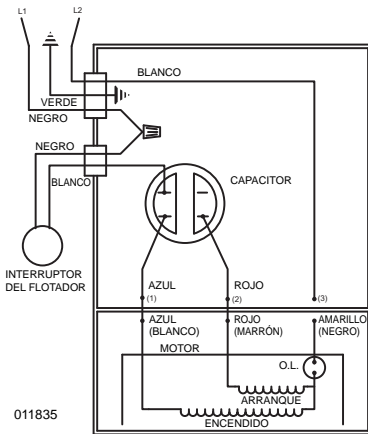 L1
L2
BLANCO
VERDE
NEGRO
NEGRO
BLANCO
CAPACITOR
INTERRUPTOR
DEL FLOTADOR
AZUL
ROJO
(1)
(2)
(3)
AZUL
(BLANCO)
ROJO
(MARRÓN)
AMARILLO
(NEGRO)
MOTOR
O.L.
ARRANQUE
ENCENDIDO
011835